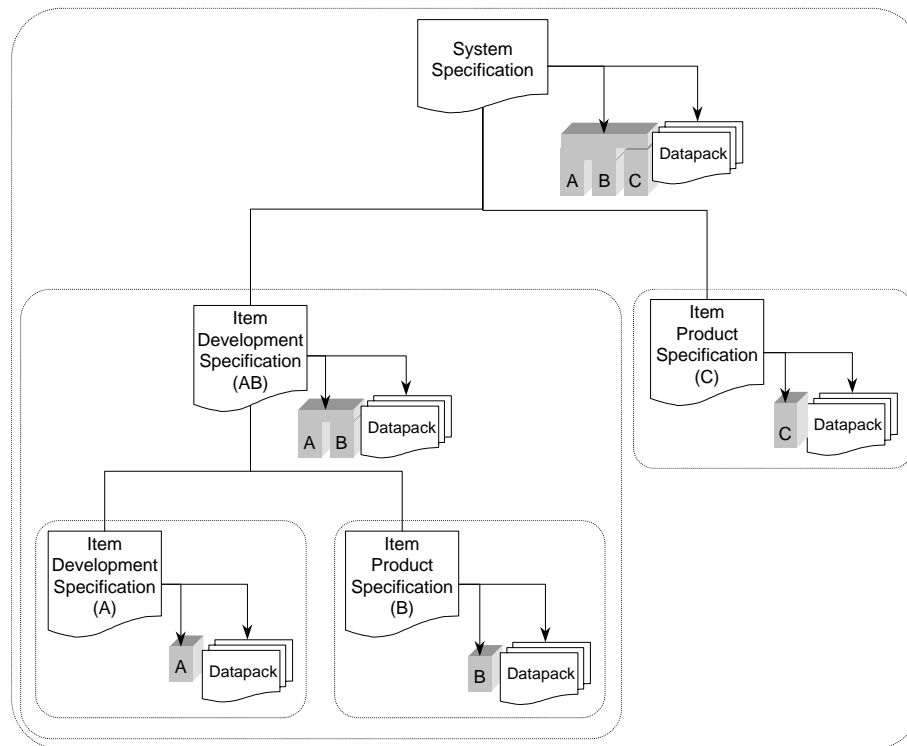 System
Specification
A B C
Datapack
Item
Development
Specification
(AB)
A B
Datapack
Item
Product
Specification
(C)
C
Datapack
Item
Development
Specification
(A)
A
Datapack
Item
Product
Specification
(B)
B
Datapack